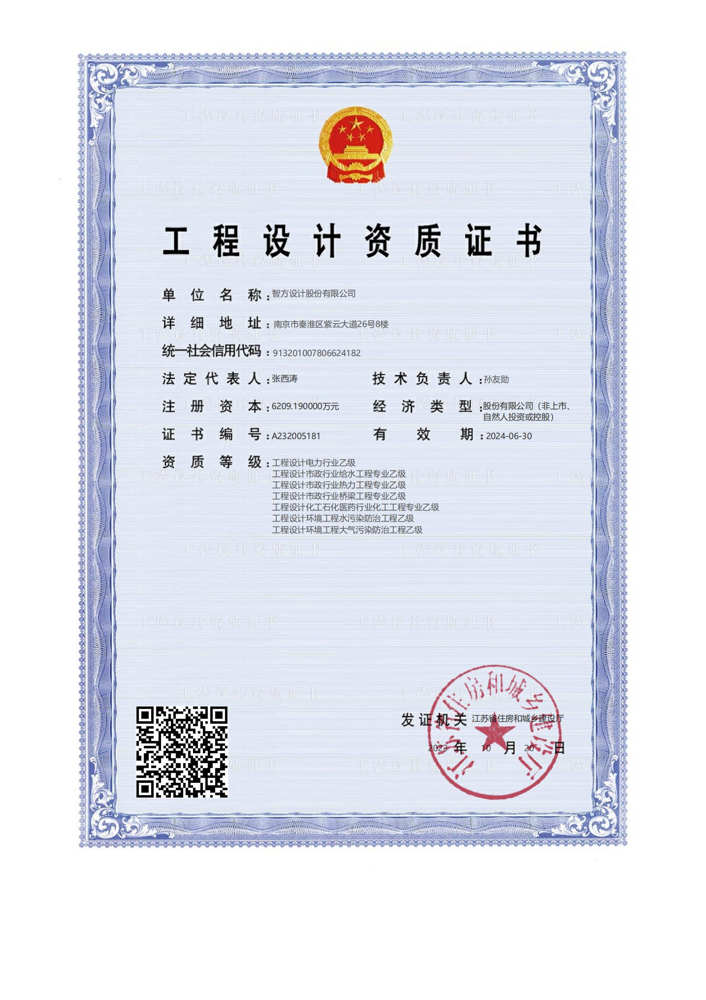 工程设计资质证书
单位名称:智方设计股份有限公司
详细地址:南京市秦淮区紫云大道26号8楼
统一社会信用代码:913201007806624182
法定代表人:张西涛 技术负责人:孙友勋
注册资本:6209.190000万元 经济类型:股份有限公司（非上市、
自然人投资或控股）
证书编号:A232005181 有效期:2024-06-30
资质等级:工程设计电力行业乙级
工程设计市政行业给水工程专业乙级
工程设计市政行业热力工程专业乙级
工程设计市政行业桥梁工程专业乙级
工程设计化工石化医药行业化工工程专业乙级
工程设计环境工程水污染防治工程乙级
工程设计环境工程大气污染防治工程乙级
江苏省住房和城乡建设厅
发证机关 江苏省住房和城乡建设厅
2023 年 10 月 20 日